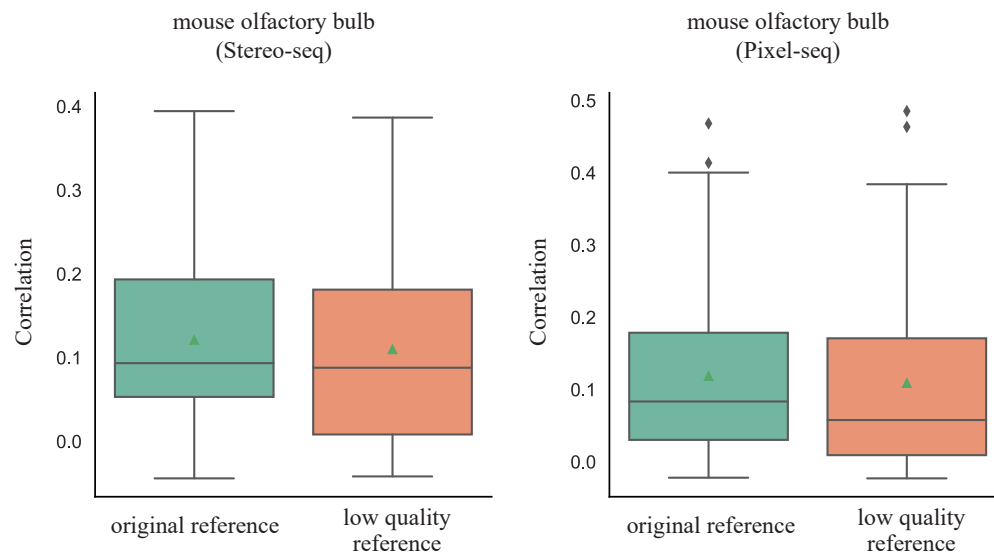 mouse olfactory bulb
(Stereo-seq)
Correlation
0.4
0.3
0.2
0.1
0.0
original reference
low quality
reference
mouse olfactory bulb
(Pixel-seq)
Correlation
0.5
0.4
0.3
0.2
0.1
0.0
original reference
low quality
reference